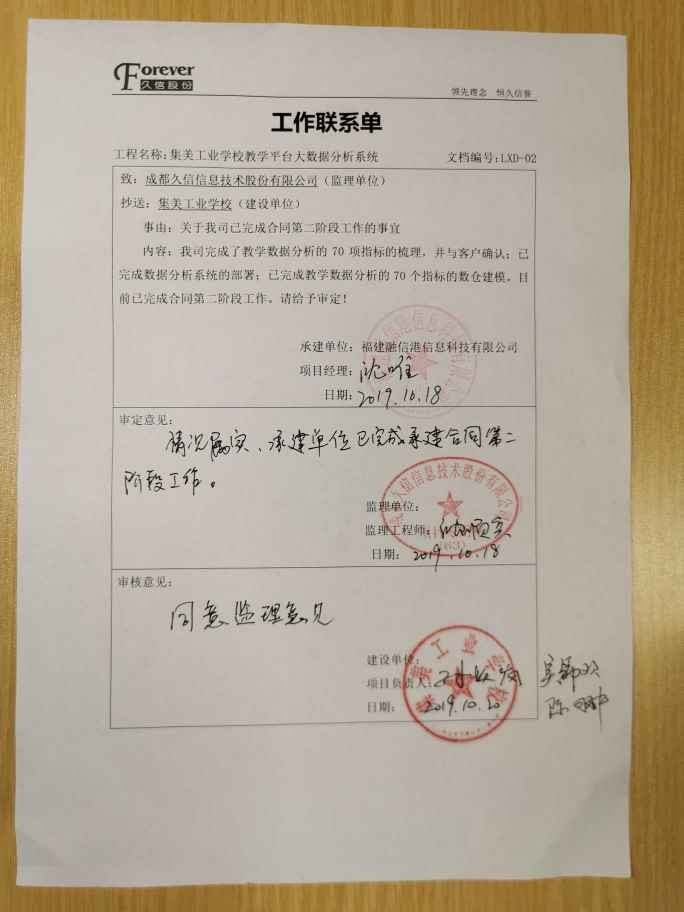 Forever
久信股份
领先理念 恒久信誉
工作联系单
工程名称:集美工业学校教学平台大数据分析系统 文档编号:LXD-02
致:成都久信信息技术股份有限公司(监理单位)
抄送:集美工业学校(建设单位)
事由:关于我司已完成合同第二阶段工作的事宜
内容:我司完成了教学数据分析的70项指标的梳理,并与客户确认;已
完成数据分析系统的部署;已完成教学数据分析的70个指标的数仓建模。目
前已完成合同第二阶段工作。请给予审定!
承建单位:福建融信港信息科技有限公司
项目经理:
日期:2019.10.18
审定意见:
情况属实、承建单位已完成承建合同第二
阶段工作。
监理单位:
监理工程师:
日期:2019.10.18
审核意见:
同意监理意见
建设单位:
项目负责人:
日期:2019.10.20